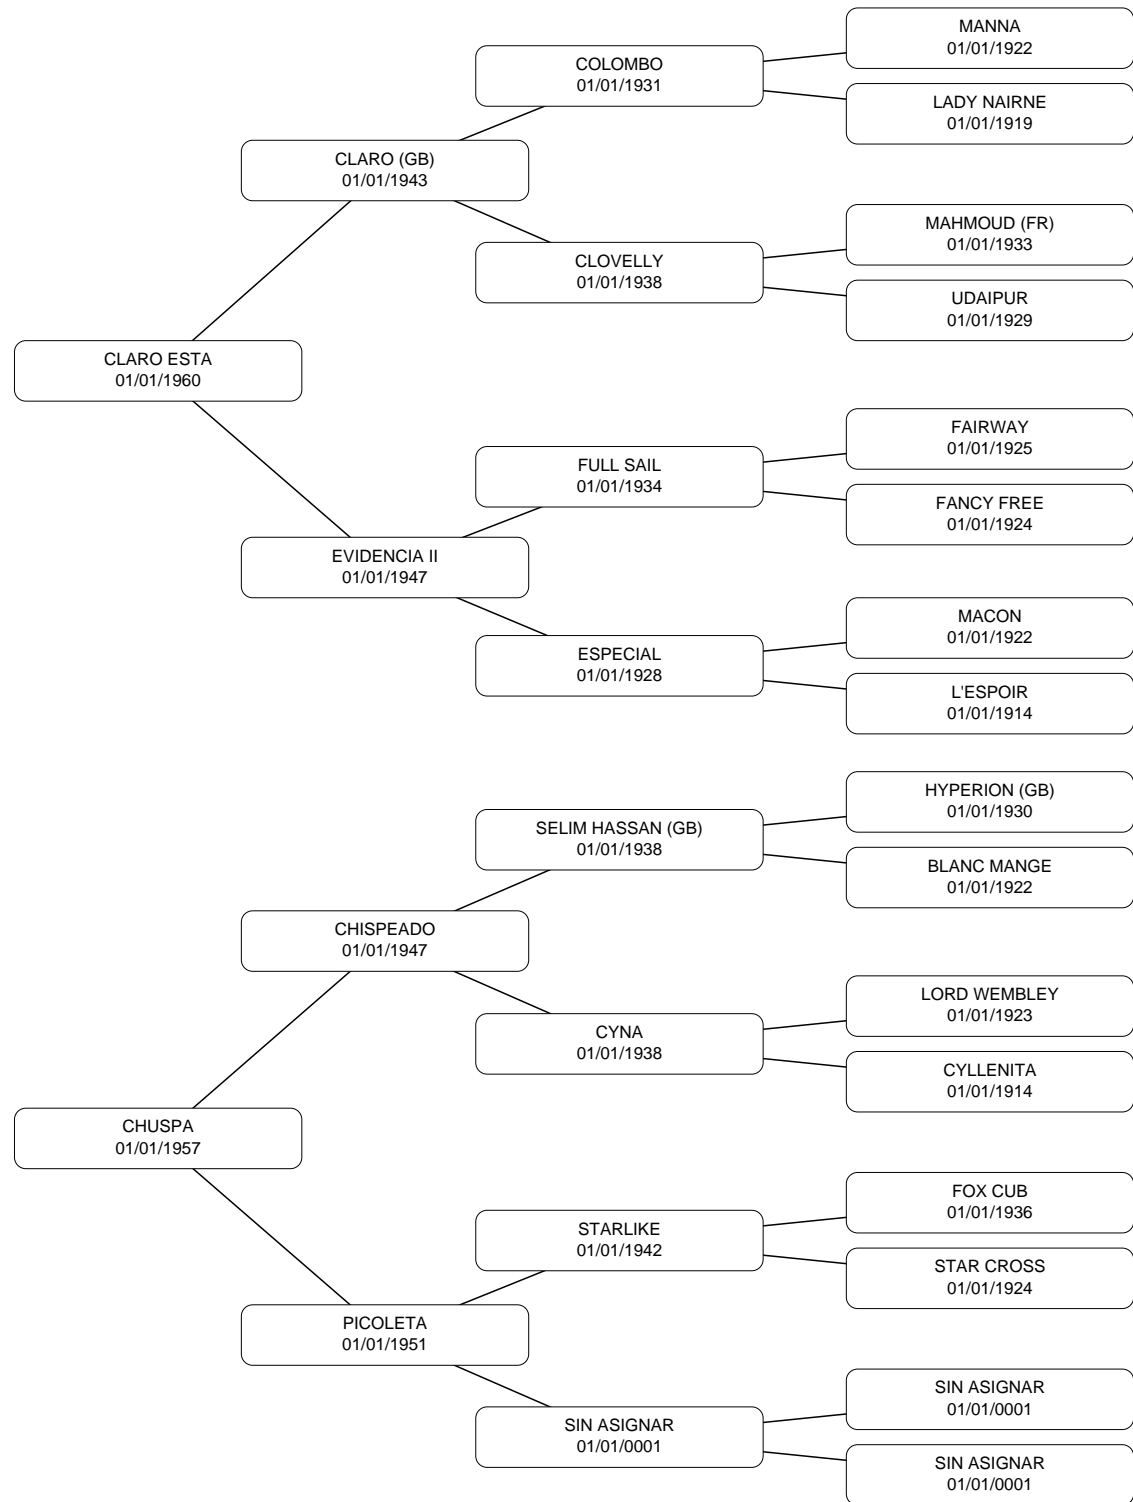 MANNA
01/01/1922
COLOMBO
01/01/1931
LADY NAIRNE
01/01/1919
CLARO (GB)
01/01/1943
MAHMOUD (FR)
01/01/1933
CLOVELLY
01/01/1938
UDAIPUR
01/01/1929
CLARO ESTA
01/01/1960
FAIRWAY
01/01/1925
FULL SAIL
01/01/1934
FANCY FREE
01/01/1924
EVIDENCIA II
01/01/1947
MACON
01/01/1922
ESPECIAL
01/01/1928
L'ESPOIR
01/01/1914
HYPERION (GB)
01/01/1930
SELIM HASSAN (GB)
01/01/1938
BLANC MANGE
01/01/1922
CHISPEADO
01/01/1947
LORD WEMBLEY
01/01/1923
CYNA
01/01/1938
CYLLENITA
01/01/1914
CHUSPA
01/01/1957
FOX CUB
01/01/1936
STARLIKE
01/01/1942
STAR CROSS
01/01/1924
PICOLETA
01/01/1951
SIN ASIGNAR
01/01/0001
SIN ASIGNAR
01/01/0001
SIN ASIGNAR
01/01/0001